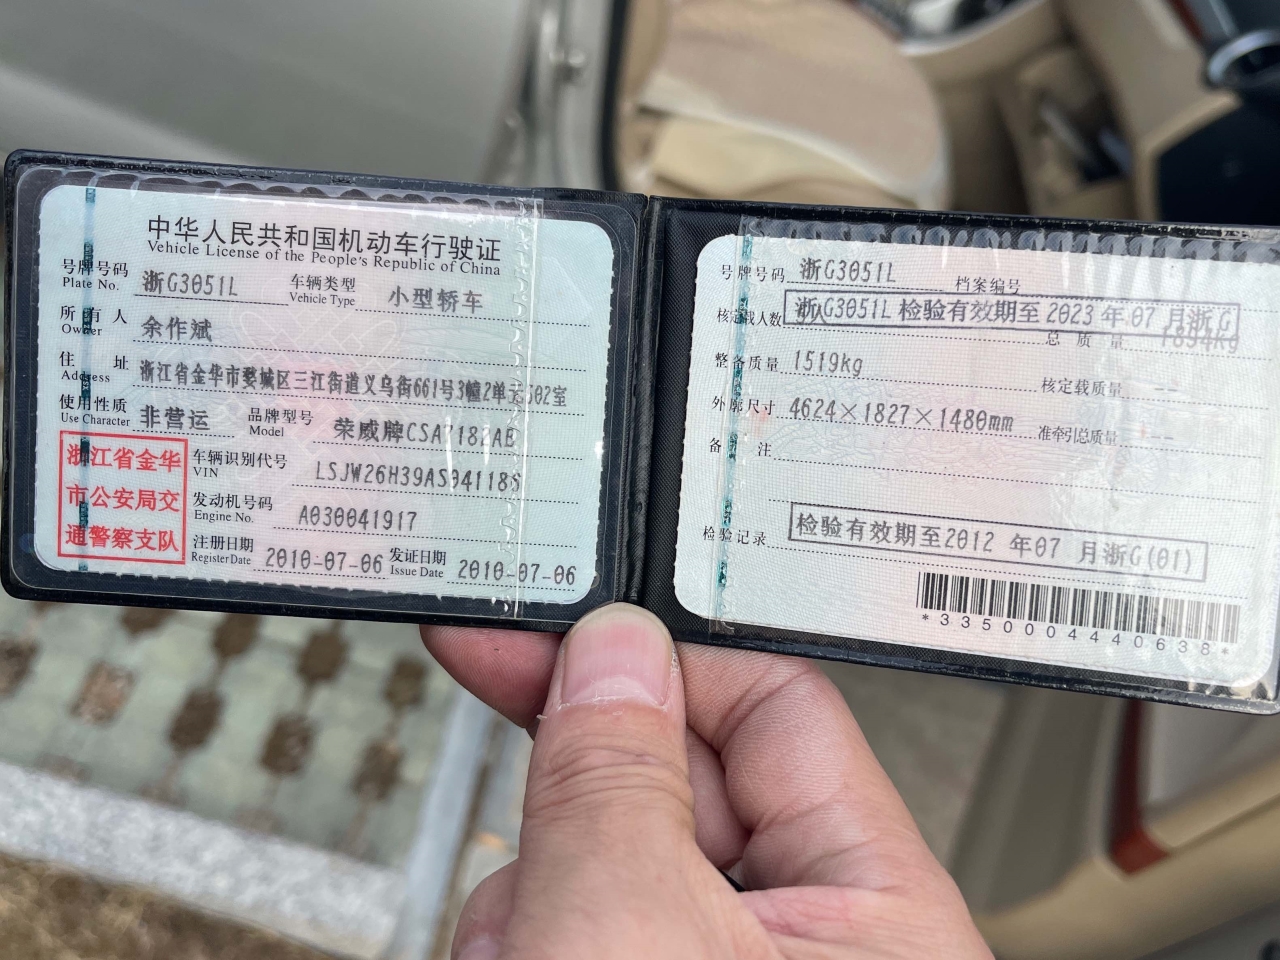 中华人民共和国机动车行驶证
Vehicle License of the People's Republic of China
号牌号码 浙G3051L 车辆类型 小型轿车
Plate No. Vehicle Type
所有人 余作斌
Owner
住址 浙江省金华市婺城区三江街道义乌街661号3幢2单元502室
Address
使用性质 非营运 品牌型号 荣威牌CSA7182AE
Use Character Model
浙江省金华
市公安局交
通警察支队
车辆识别代号 LSJW26H39AS041186
VIN
发动机号码 A030041917
Engine No.
注册日期 2010-07-06 发证日期 2010-07-06
Register Date Issue Date
号牌号码 浙G3051L 档案编号
核定载人数 浙G3051L 检验有效期至2023年07月浙G
总质量 1894kg
整备质量 1519kg 核定载质量 --
外廓尺寸 4624×1827×1480mm 准牵引总质量 --
备注
检验记录 检验有效期至2012年07月浙G(01)
*3350004440638*